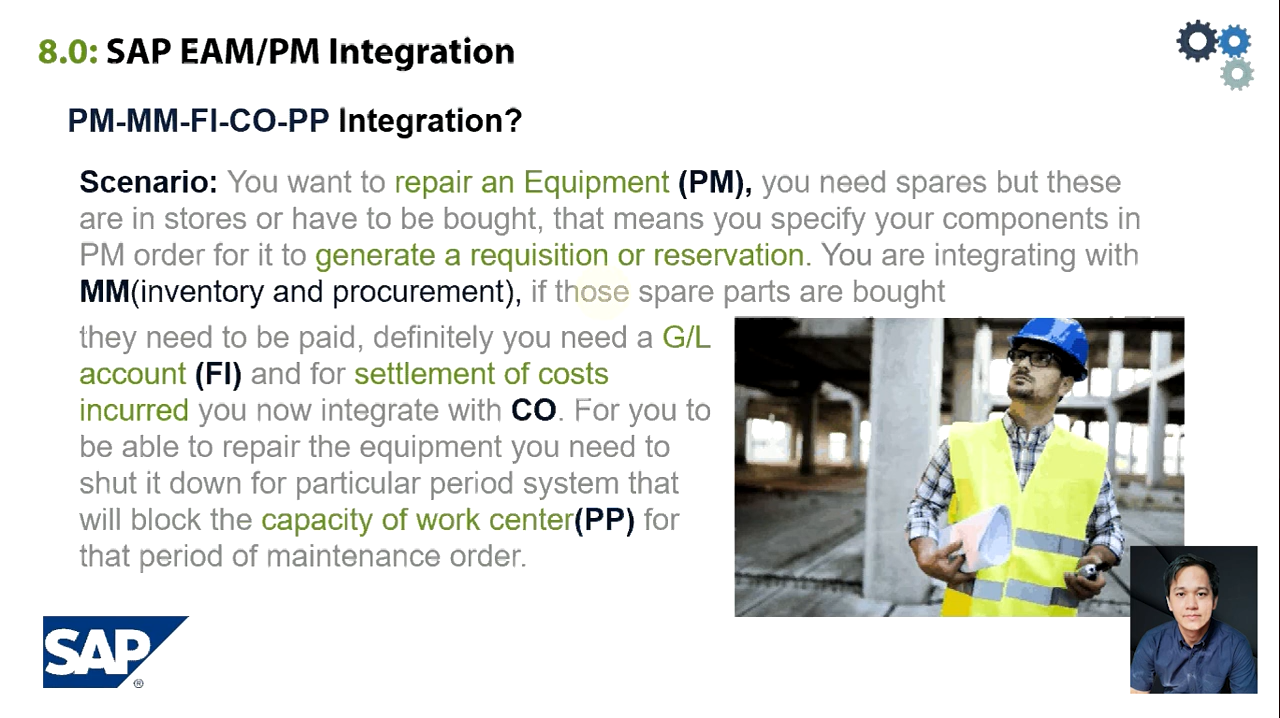 8.0: SAP EAM/PM Integration
PM-MM-FI-CO-PP Integration?
Scenario: You want to repair an Equipment (PM), you need spares but these
are in stores or have to be bought, that means you specify your components in
PM order for it to generate a requisition or reservation. You are integrating with
MM(inventory and procurement), if those spare parts are bought
they need to be paid, definitely you need a G/L
account (FI) and for settlement of costs
incurred you now integrate with CO. For you to
be able to repair the equipment you need to
shut it down for particular period system that
will block the capacity of work center(PP) for
that period of maintenance order.
SAP
®